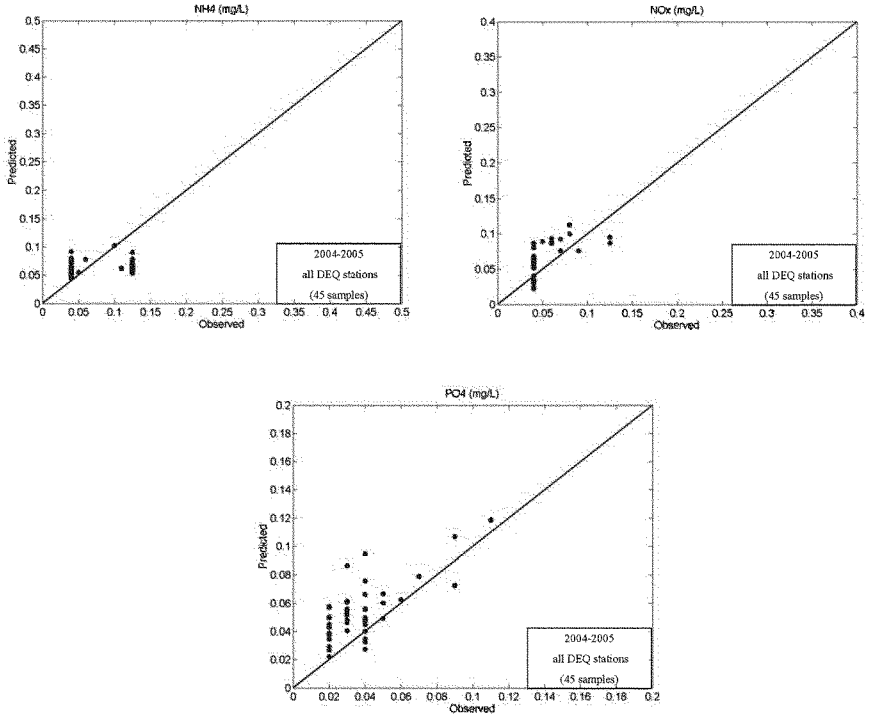 NH4 (mg/L)
0.5
0.45
0.4
0.35
0.3
0.25
0.2
0.15
0.1
0.05
0
Predicted
0 0.05 0.1 0.15 0.2 0.25 0.3 0.35 0.4 0.45 0.5
Observed
2004-2005
all DEQ stations
(45 samples)
NOx (mg/L)
0.4
0.35
0.3
0.25
0.2
0.15
0.1
0.05
0
Predicted
0 0.05 0.1 0.15 0.2 0.25 0.3 0.35 0.4
Observed
2004-2005
all DEQ stations
(45 samples)
PO4 (mg/L)
0.2
0.18
0.16
0.14
0.12
0.1
0.08
0.06
0.04
0.02
0
Predicted
0 0.02 0.04 0.06 0.08 0.1 0.12 0.14 0.16 0.18 0.2
Observed
2004-2005
all DEQ stations
(45 samples)